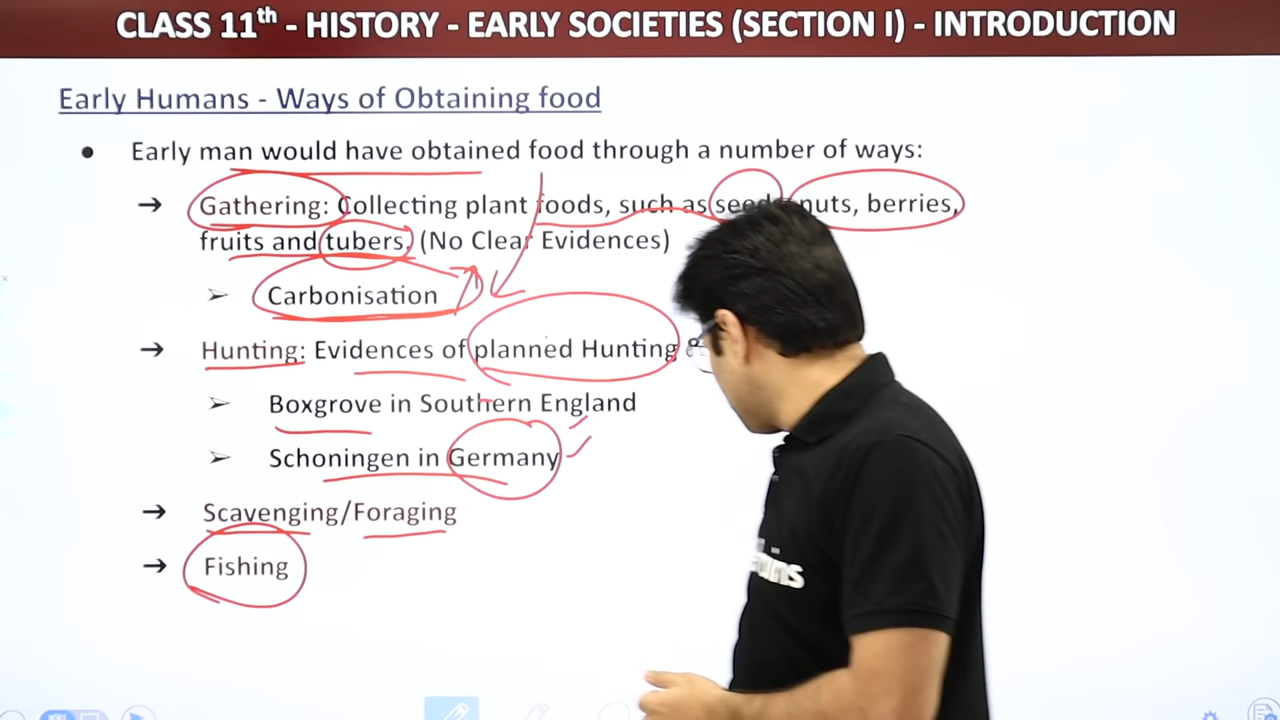 CLASS 11th - HISTORY - EARLY SOCIETIES (SECTION I) - INTRODUCTION
Early Humans - Ways of Obtaining food
● Early man would have obtained food through a number of ways:
➔ Gathering: Collecting plant foods, such as nuts, berries,
fruits and tubers, (No Clear Evidences)
➢ Carbonisation
➔ Hunting: Evidences of planned Hunting &
➢ Boxgrove in Southern England
➢ Schoningen in Germany
➔ Scavenging/Foraging
➔ Fishing